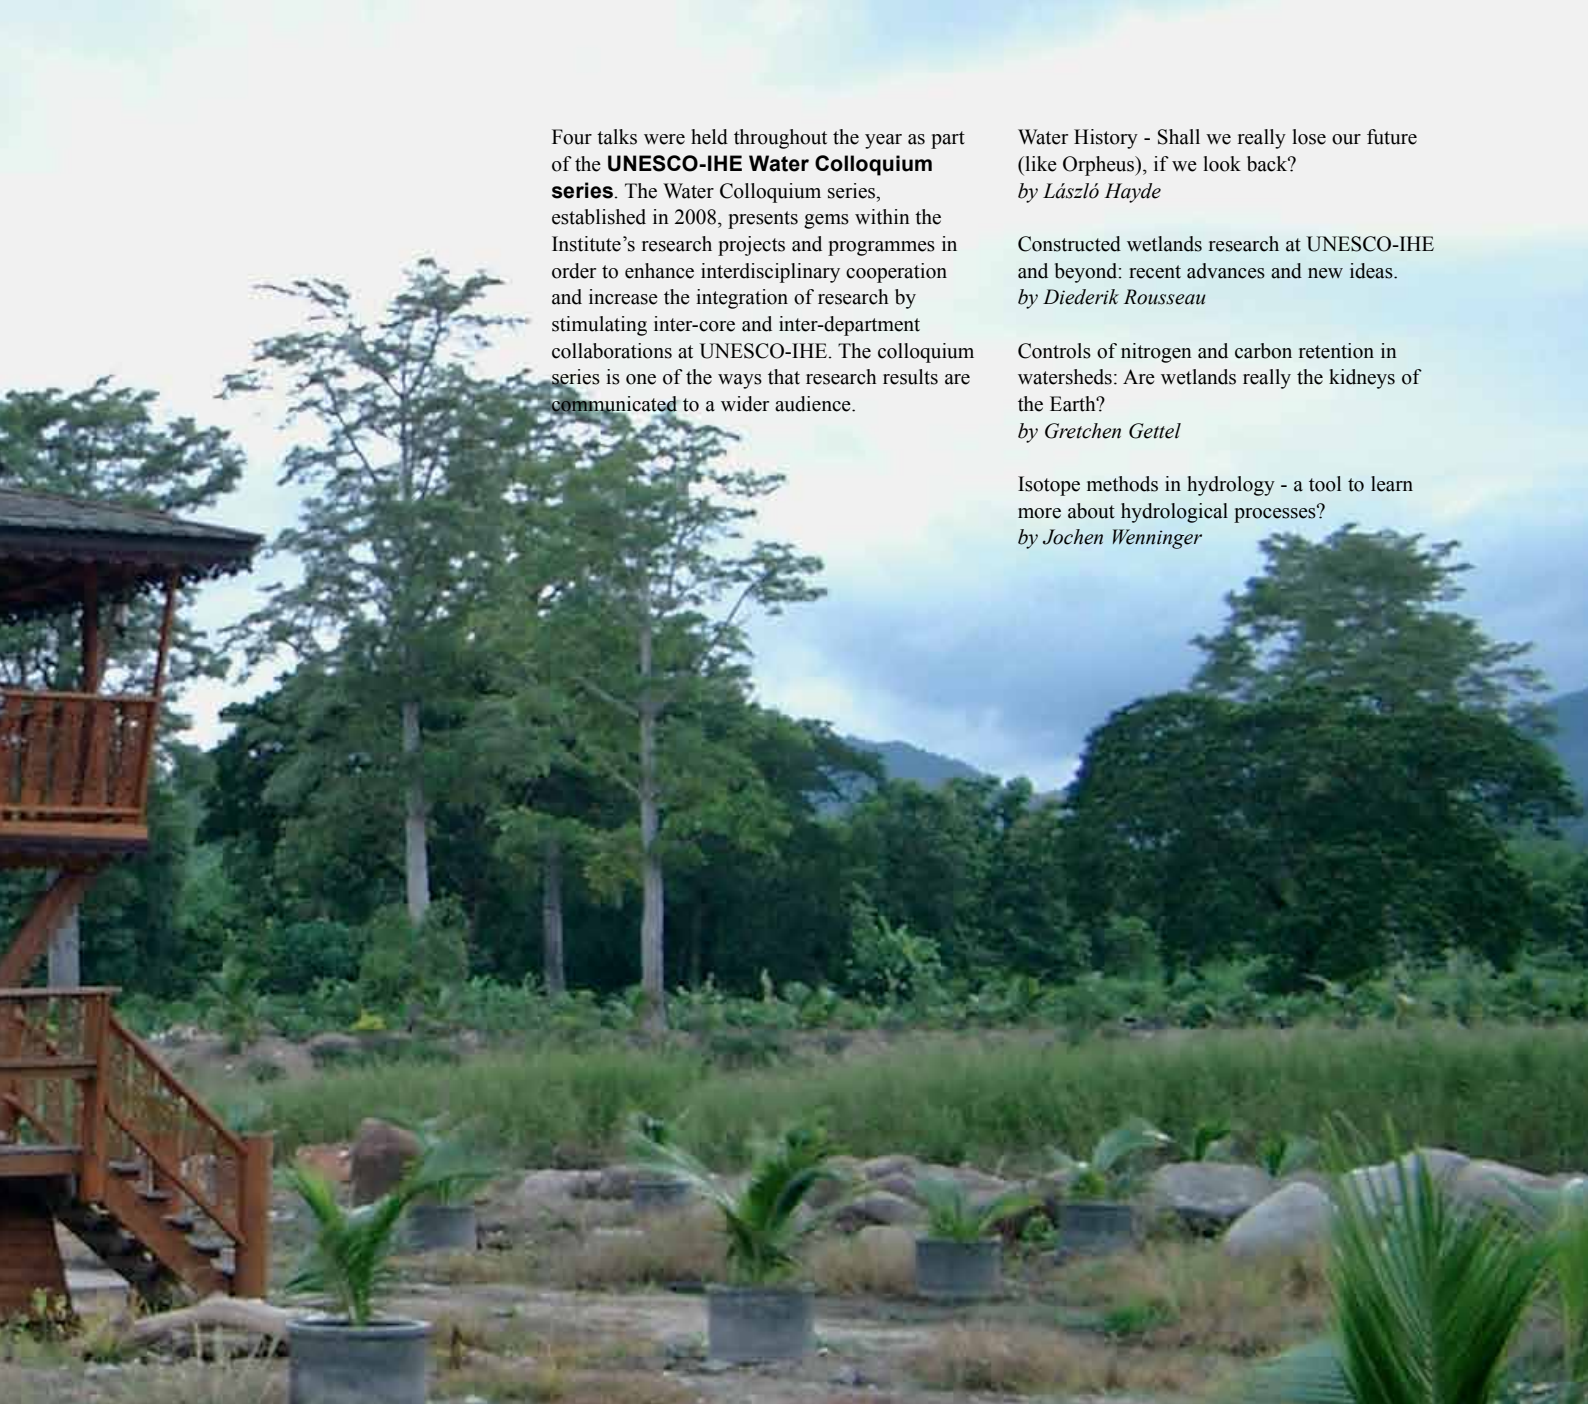 Four talks were held throughout the year as part
of the UNESCO-IHE Water Colloquium
series. The Water Colloquium series,
established in 2008, presents gems within the
Institute’s research projects and programmes in
order to enhance interdisciplinary cooperation
and increase the integration of research by
stimulating inter-core and inter-department
collaborations at UNESCO-IHE. The colloquium
series is one of the ways that research results are
communicated to a wider audience.
Water History - Shall we really lose our future
(like Orpheus), if we look back?
by László Hayde
Constructed wetlands research at UNESCO-IHE
and beyond: recent advances and new ideas.
by Diederik Rousseau
Controls of nitrogen and carbon retention in
watersheds: Are wetlands really the kidneys of
the Earth?
by Gretchen Gettel
Isotope methods in hydrology - a tool to learn
more about hydrological processes?
by Jochen Wenninger